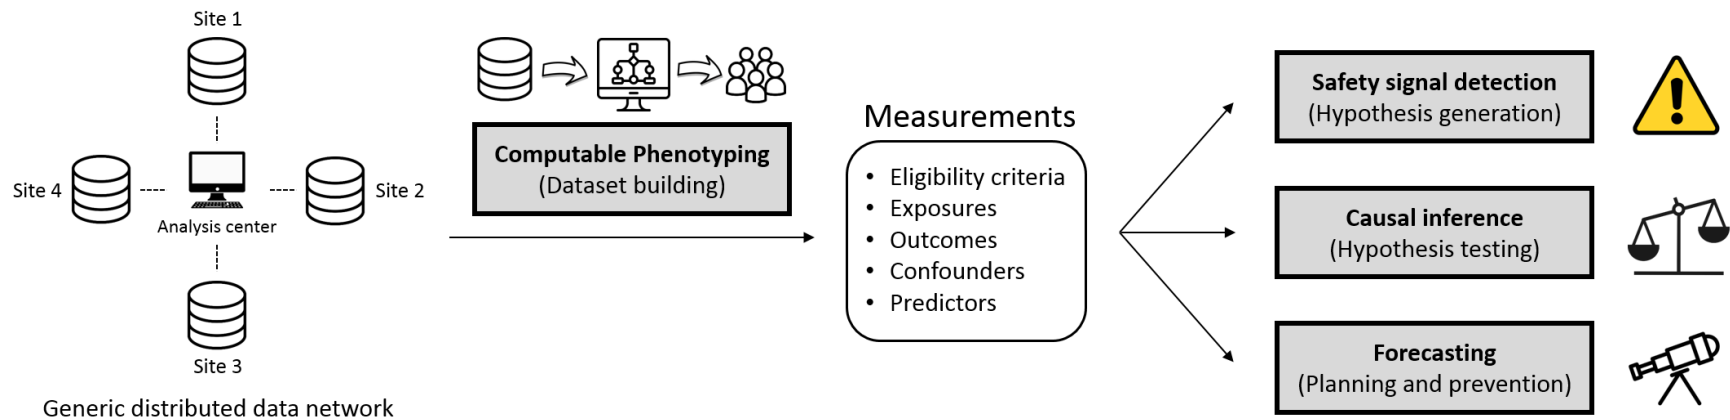 Site 1
Site 4
Site 2
Analysis center
Site 3
Generic distributed data network
Computable Phenotyping
(Dataset building)
Measurements
• Eligibility criteria
• Exposures
• Outcomes
• Confounders
• Predictors
Safety signal detection
(Hypothesis generation)
Causal inference
(Hypothesis testing)
Forecasting
(Planning and prevention)